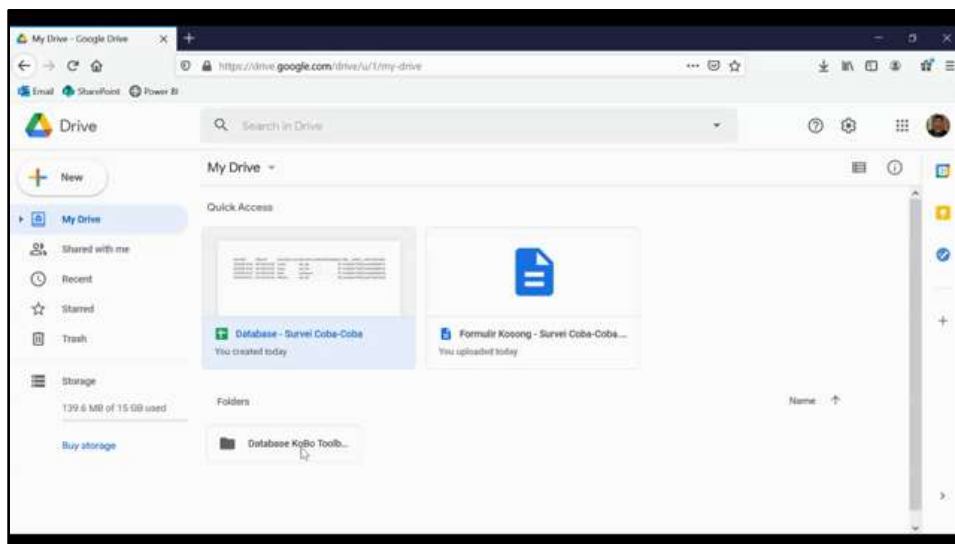 My Drive - Google Drive
https://drive.google.com/drive/u/1/my-drive
Email SharePoint Power BI
Drive
Search in Drive
New
My Drive
Quick Access
My Drive
Shared with me
Recent
Starred
Trash
Database - Survei Coba-Coba
You created today
Formulir Kosong - Survei Coba-Coba...
You uploaded today
Storage
139.6 MB of 15 GB used
Buy storage
Folders
Name
Database KoBo Toolb...